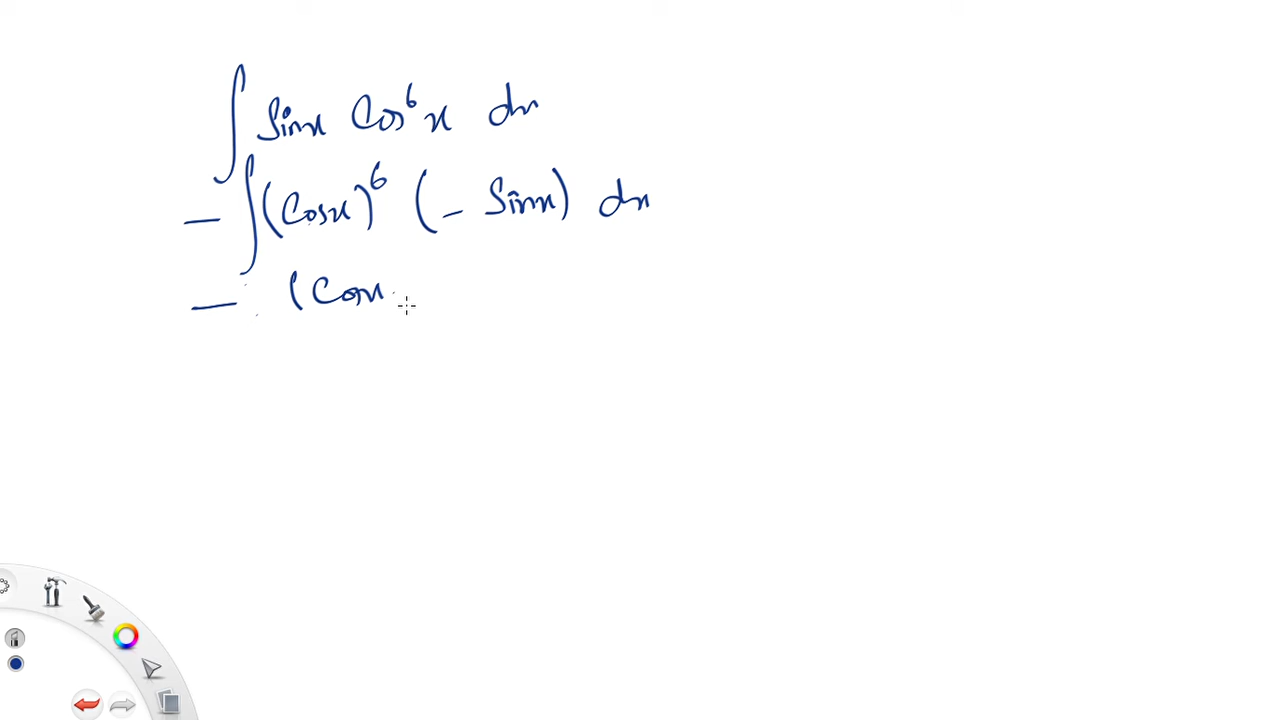 ∫ Sinx Cos⁶x dx
− ∫ (Cosx)⁶ (− Sinx) dx
− (Cosx